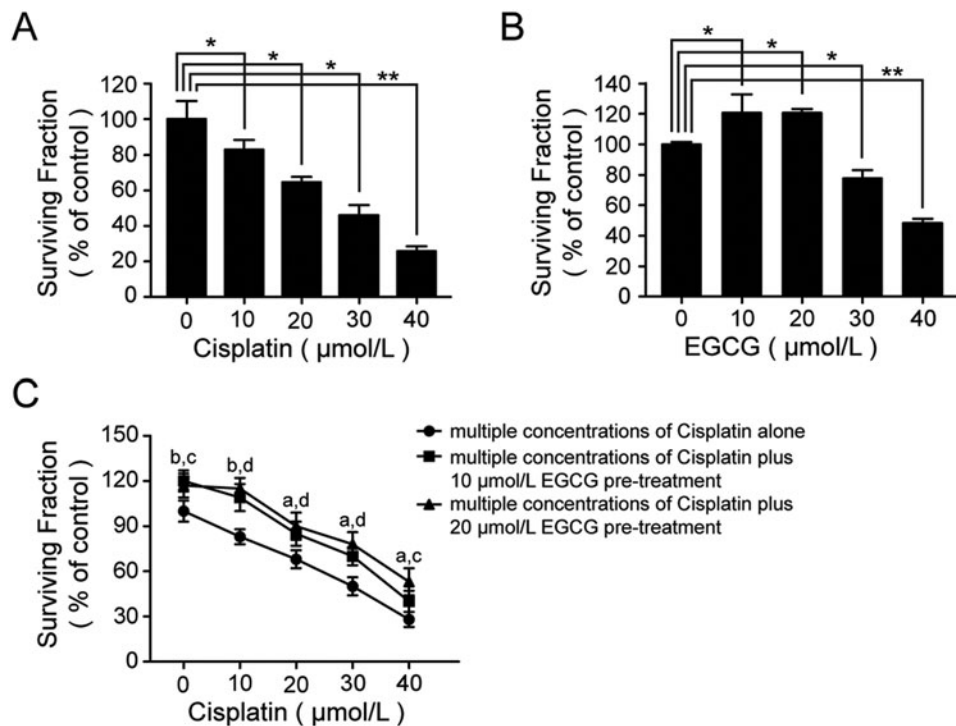 A
*
*
*
**
120
100
80
60
40
20
0
Surviving Fraction
( % of control )
0 10 20 30 40
Cisplatin ( μmol/L )
B
*
*
*
**
140
120
100
80
60
40
20
0
Surviving Fraction
( % of control )
0 10 20 30 40
EGCG ( μmol/L )
C
150
120
90
60
30
0
Surviving Fraction
( % of control )
b,c
b,d
a,d
a,d
a,c
0 10 20 30 40
Cisplatin ( μmol/L )
multiple concentrations of Cisplatin alone
multiple concentrations of Cisplatin plus
10 μmol/L EGCG pre-treatment
multiple concentrations of Cisplatin plus
20 μmol/L EGCG pre-treatment